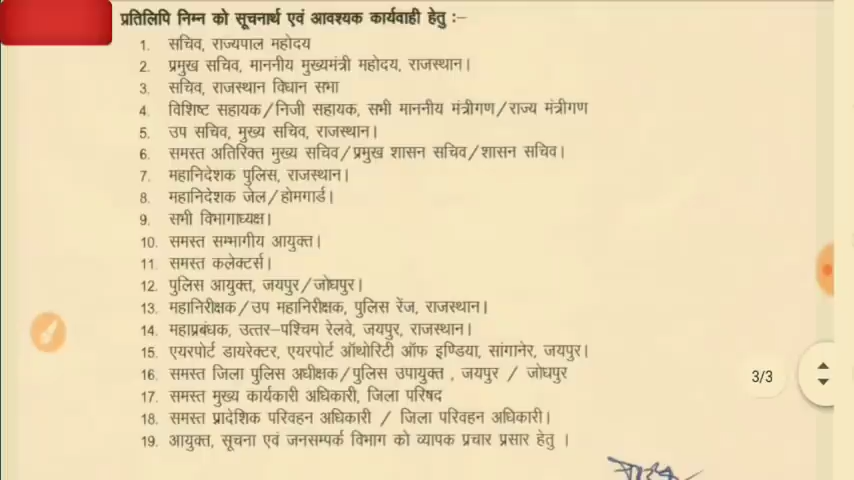 प्रतिलिपि निम्न को सूचनार्थ एवं आवश्यक कार्यवाही हेतु :–
1. सचिव, राज्यपाल महोदय
2. प्रमुख सचिव, माननीय मुख्यमंत्री महोदय, राजस्थान।
3. सचिव, राजस्थान विधान सभा
4. विशिष्ट सहायक/निजी सहायक, सभी माननीय मंत्रीगण/राज्य मंत्रीगण
5. उप सचिव, मुख्य सचिव, राजस्थान।
6. समस्त अतिरिक्त मुख्य सचिव/प्रमुख शासन सचिव/शासन सचिव।
7. महानिदेशक पुलिस, राजस्थान।
8. महानिदेशक जेल/होमगार्ड।
9. सभी विभागाध्यक्ष।
10. समस्त सम्भागीय आयुक्त।
11. समस्त कलेक्टर्स।
12. पुलिस आयुक्त, जयपुर/जोधपुर।
13. महानिरीक्षक/उप महानिरीक्षक, पुलिस रेंज, राजस्थान।
14. महाप्रबंधक, उत्तर–पश्चिम रेलवे, जयपुर, राजस्थान।
15. एयरपोर्ट डायरेक्टर, एयरपोर्ट ऑथोरिटी ऑफ इण्डिया, सांगानेर, जयपुर।
3/3
16. समस्त जिला पुलिस अधीक्षक/पुलिस उपायुक्त , जयपुर / जोधपुर
17. समस्त मुख्य कार्यकारी अधिकारी, जिला परिषद
18. समस्त प्रादेशिक परिवहन अधिकारी / जिला परिवहन अधिकारी।
19. आयुक्त, सूचना एवं जनसम्पर्क विभाग को व्यापक प्रचार प्रसार हेतु ।